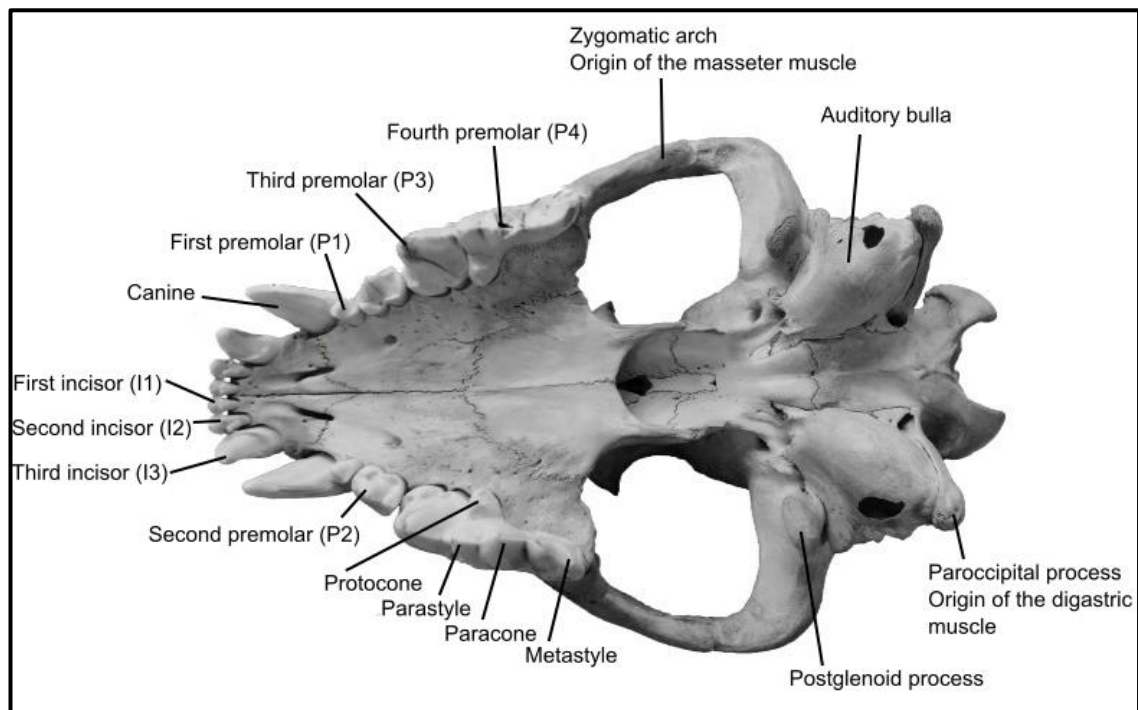 Zygomatic arch
Origin of the masseter muscle
Auditory bulla
Fourth premolar (P4)
Third premolar (P3)
First premolar (P1)
Canine
First incisor (I1)
Second incisor (I2)
Third incisor (I3)
Second premolar (P2)
Protocone
Parastyle
Paracone
Metastyle
Paroccipital process
Origin of the digastric
muscle
Postglenoid process